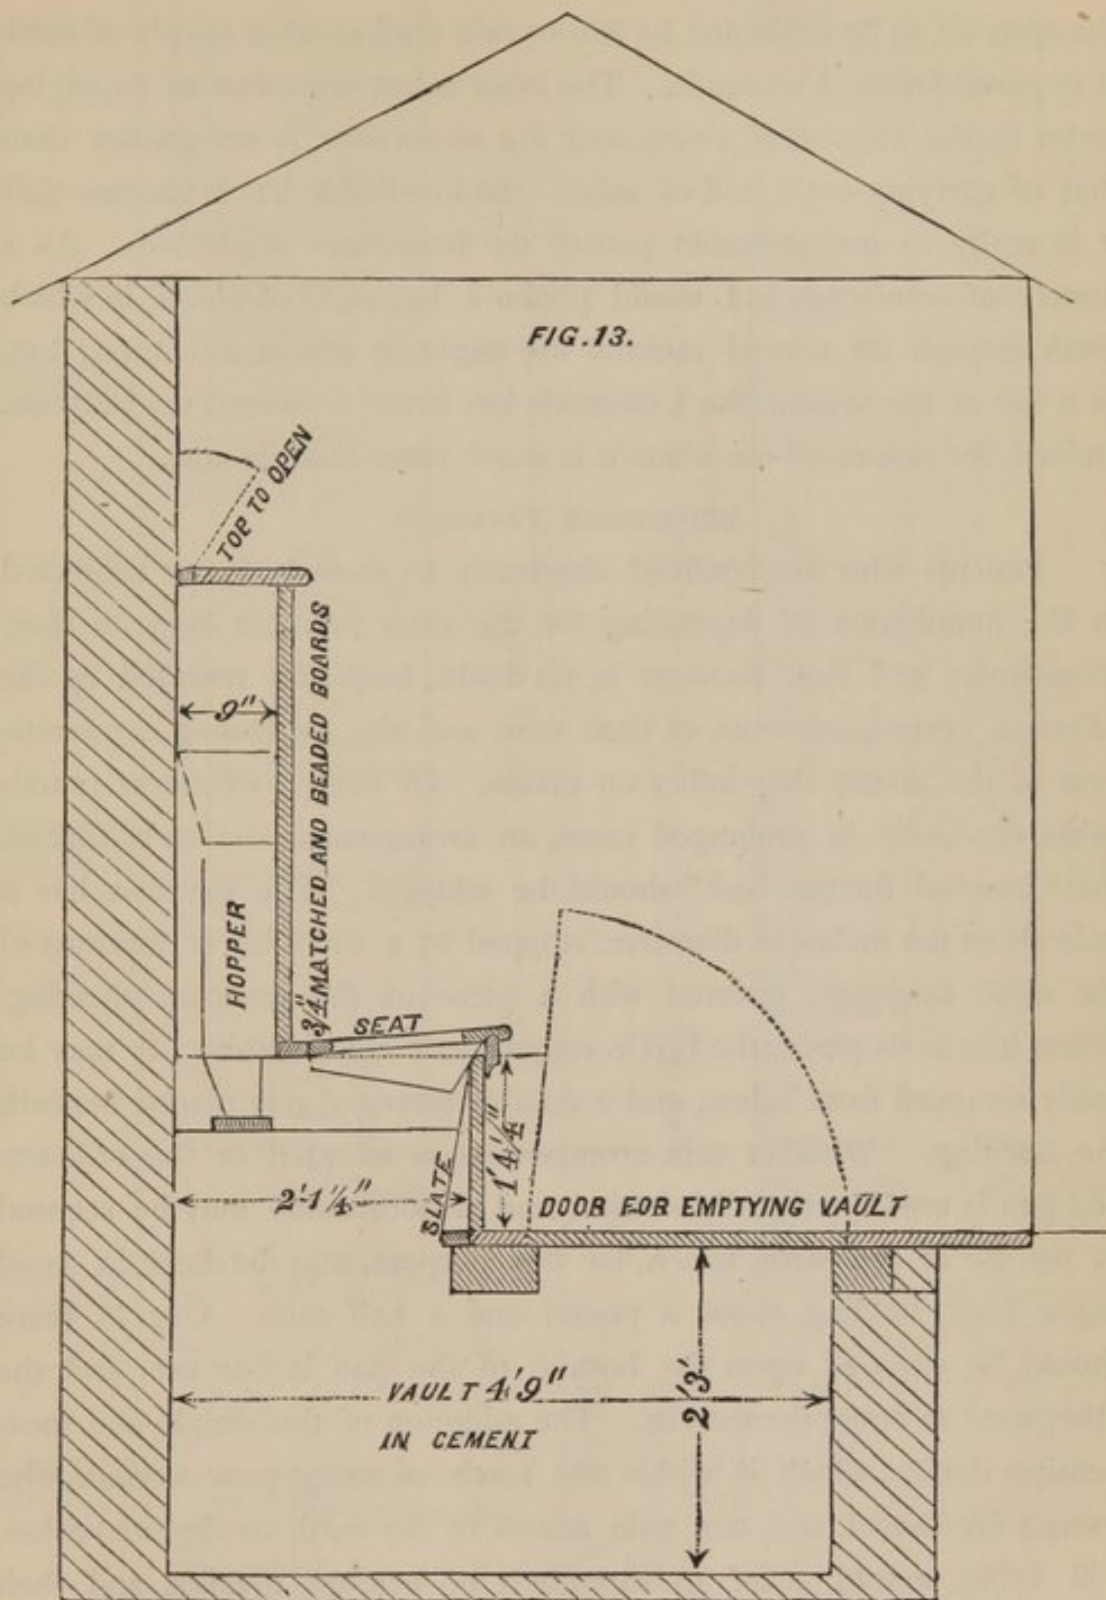 FIG. 13.
TOP TO OPEN
9"
3/4" MATCHED AND BEADED BOARDS
HOPPER
SEAT
1' 4 1/4"
SLATE
2' 1 1/4"
DOOR FOR EMPTYING VAULT
VAULT 4' 9"
IN CEMENT
2' 3'